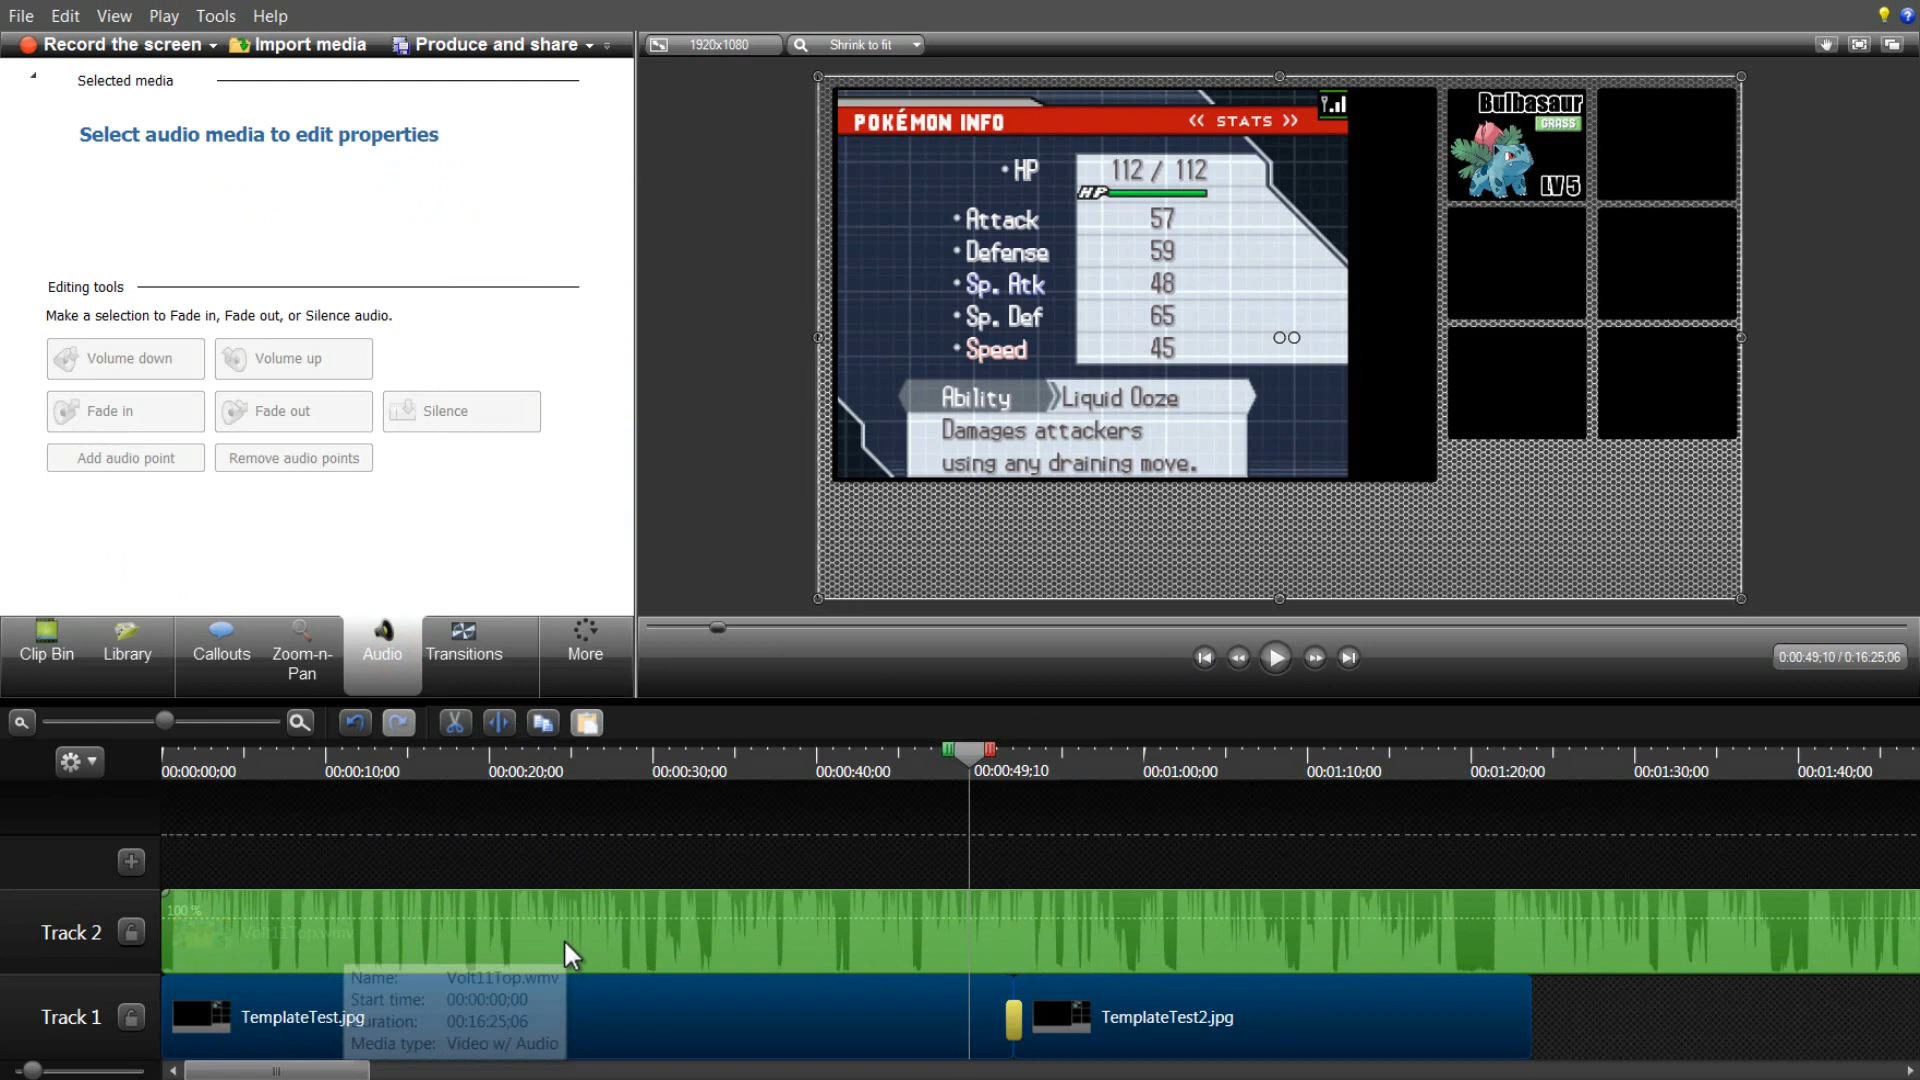 File Edit View Play Tools Help
Record the screen Import media Produce and share
1920x1080 Shrink to fit
Selected media
Select audio media to edit properties
Editing tools
Make a selection to Fade in, Fade out, or Silence audio.
Volume down Volume up
Fade in Fade out Silence
Add audio point Remove audio points
POKÉMON INFO << STATS >>
•HP 112 / 112
HP
•Attack 57
•Defense 59
•Sp. Atk 48
•Sp. Def 65
•Speed 45
Ability Liquid Ooze
Damages attackers
using any draining move.
Bulbasaur
GRASS
LV 5
Clip Bin Library Callouts Zoom-n-Pan Audio Transitions More
0:00:49;10 / 0:16:25;06
00:00:00;00 00:00:10;00 00:00:20;00 00:00:30;00 00:00:40;00 00:00:49;10 00:01:00;00 00:01:10;00 00:01:20;00 00:01:30;00 00:01:40;00
100 %
Track 2 Volt11Top.wmv
Name: Volt11Top.wmv
Start time: 00:00:00;00
Duration: 00:16:25;06
Media type: Video w/ Audio
Track 1 TemplateTest.jpg TemplateTest2.jpg